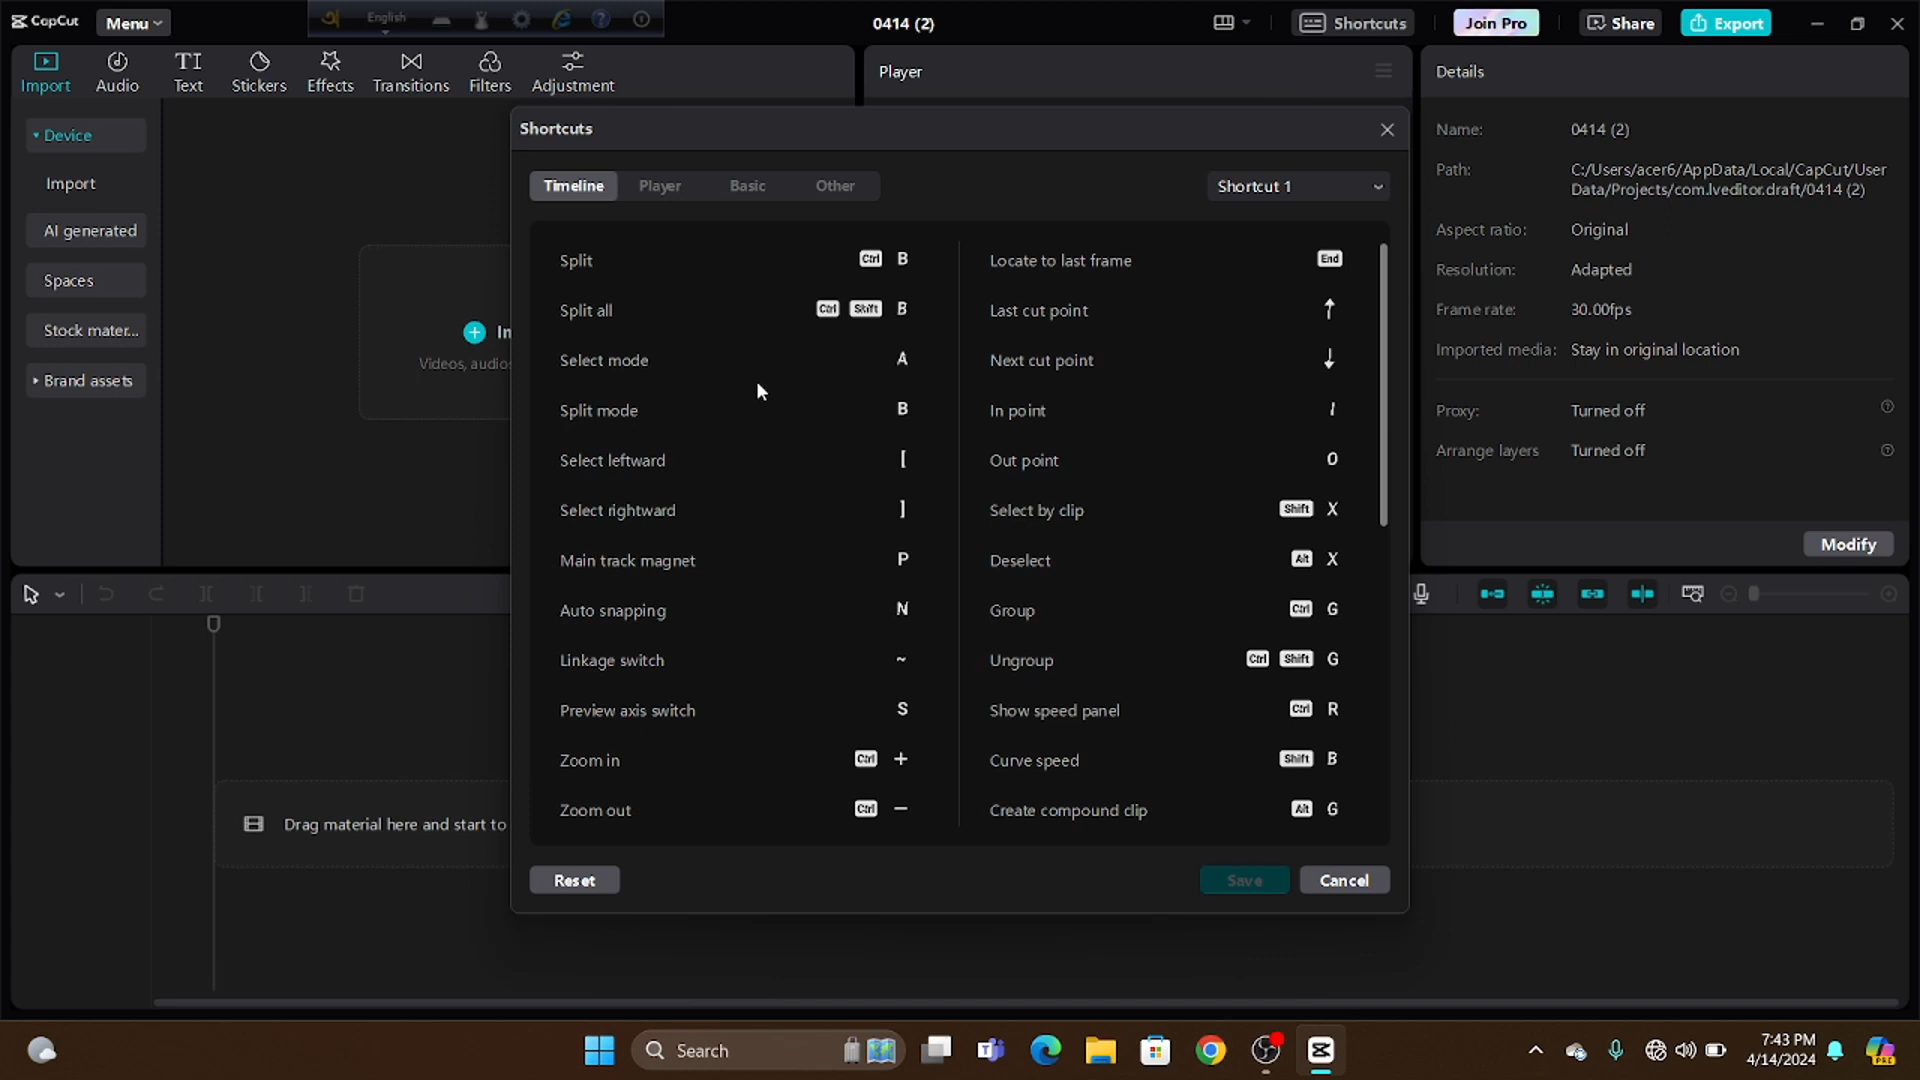 CapCut
Menu
English
0414 (2)
Shortcuts
Join Pro
Share
Export
Import
Audio
TI
Text
Stickers
Effects
Transitions
Filters
Adjustment
Player
Details
Device
Import
AI generated
Spaces
Stock mater...
Brand assets
Videos, audios
Shortcuts
Timeline
Player
Basic
Other
Shortcut 1
Split Ctrl B
Split all Ctrl Shift B
Select mode A
Split mode B
Select leftward [
Select rightward ]
Main track magnet P
Auto snapping N
Linkage switch ~
Preview axis switch S
Zoom in Ctrl +
Zoom out Ctrl −
Locate to last frame End
Last cut point ↑
Next cut point ↓
In point I
Out point O
Select by clip Shift X
Deselect Alt X
Group Ctrl G
Ungroup Ctrl Shift G
Show speed panel Ctrl R
Curve speed Shift B
Create compound clip Alt G
Reset
Save
Cancel
Name: 0414 (2)
Path: C:/Users/acer6/AppData/Local/CapCut/User
Data/Projects/com.lveditor.draft/0414 (2)
Aspect ratio: Original
Resolution: Adapted
Frame rate: 30.00fps
Imported media: Stay in original location
Proxy: Turned off
Arrange layers Turned off
Modify
Drag material here and start to
Search
7:43 PM
4/14/2024
PRE